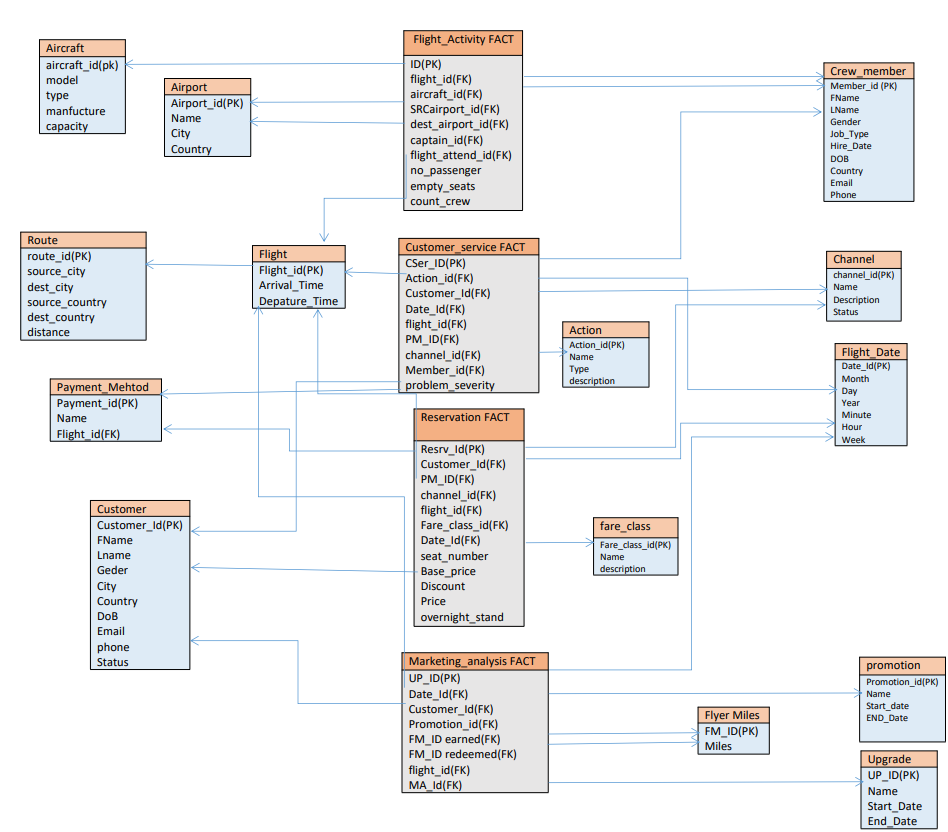 Aircraft
aircraft_id(pk)
model
type
manfucture
capacity
Airport
Airport_id(PK)
Name
City
Country
Flight_Activity FACT
ID(PK)
flight_id(FK)
aircraft_id(FK)
SRCairport_id(FK)
dest_airport_id(FK)
captain_id(FK)
flight_attend_id(FK)
no_passenger
empty_seats
count_crew
Crew_member
Member_id (PK)
FName
LName
Gender
Job_Type
Hire_Date
DOB
Country
Email
Phone
Route
route_id(PK)
source_city
dest_city
source_country
dest_country
distance
Flight
Flight_id(PK)
Arrival_Time
Depature_Time
Customer_service FACT
CSer_ID(PK)
Action_id(FK)
Customer_Id(FK)
Date_Id(FK)
flight_id(FK)
PM_ID(FK)
channel_id(FK)
Member_id(FK)
problem_severity
Channel
channel_id(PK)
Name
Description
Status
Action
Action_id(PK)
Name
Type
description
Flight_Date
Date_Id(PK)
Month
Day
Year
Minute
Hour
Week
Payment_Mehtod
Payment_id(PK)
Name
Flight_id(FK)
Reservation FACT
Resrv_Id(PK)
Customer_Id(FK)
PM_ID(FK)
channel_id(FK)
flight_id(FK)
Fare_class_id(FK)
Date_Id(FK)
seat_number
Base_price
Discount
Price
overnight_stand
Customer
Customer_Id(PK)
FName
Lname
Geder
City
Country
DoB
Email
phone
Status
fare_class
Fare_class_id(PK)
Name
description
Marketing_analysis FACT
UP_ID(PK)
Date_Id(FK)
Customer_Id(FK)
Promotion_id(FK)
FM_ID earned(FK)
FM_ID redeemed(FK)
flight_id(FK)
MA_Id(FK)
Flyer Miles
FM_ID(PK)
Miles
promotion
Promotion_id(PK)
Name
Start_date
END_Date
Upgrade
UP_ID(PK)
Name
Start_Date
End_Date